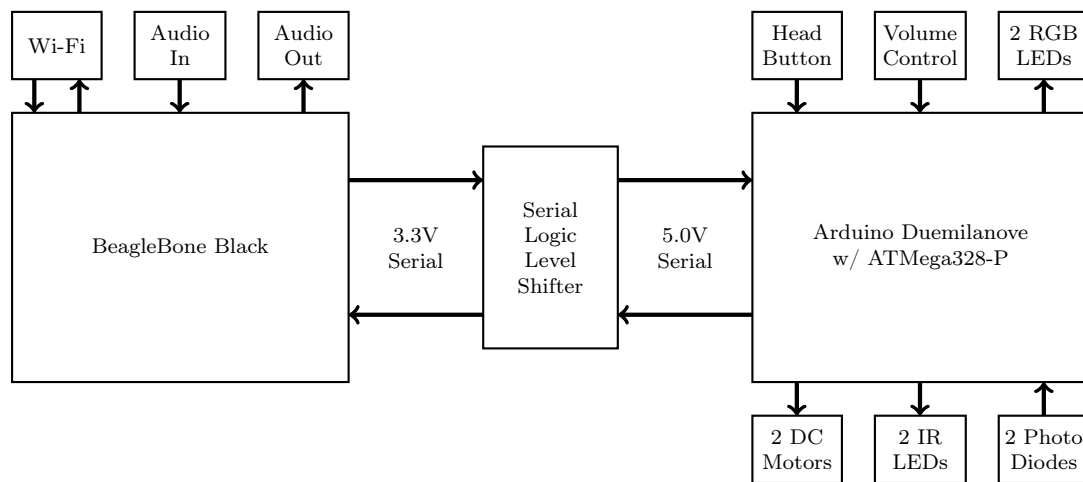 Wi-Fi
Audio
In
Audio
Out
Head
Button
Volume
Control
2 RGB
LEDs
BeagleBone Black
3.3V
Serial
Serial
Logic
Level
Shifter
5.0V
Serial
Arduino Duemilanove
w/ ATMega328-P
2 DC
Motors
2 IR
LEDs
2 Photo
Diodes